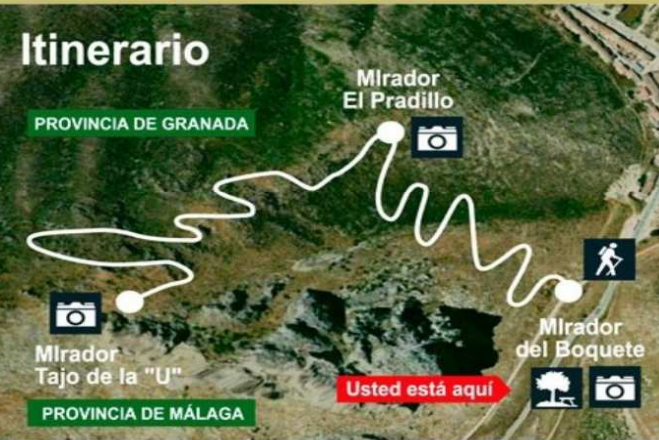 Itinerario
MIrador
El Pradillo
PROVINCIA DE GRANADA
MIrador
Tajo de la "U"
MIrador
del Boquete
Usted está aquí
PROVINCIA DE MÁLAGA